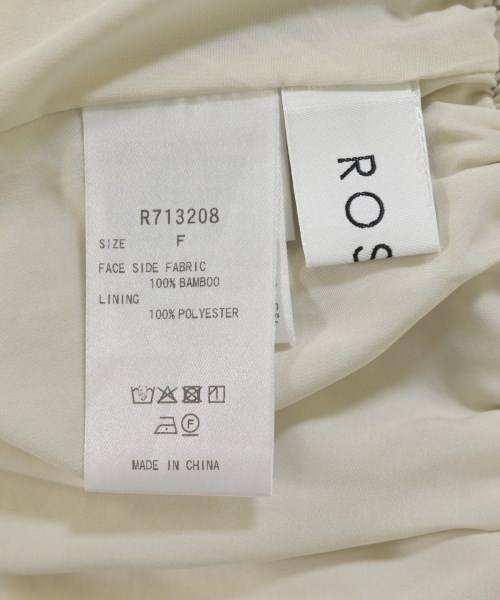 R713208
SIZE F
FACE SIDE FABRIC
100% BAMBOO
LINING
100% POLYESTER
F
MADE IN CHINA
ROS